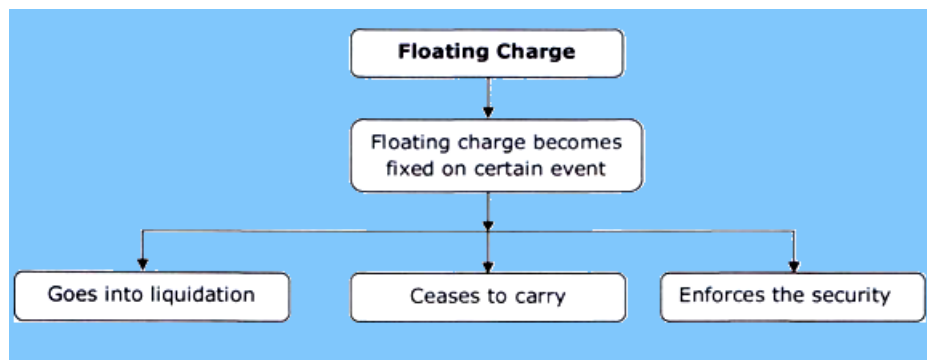 Floating Charge
Floating charge becomes
fixed on certain event
Goes into liquidation
Ceases to carry
Enforces the security